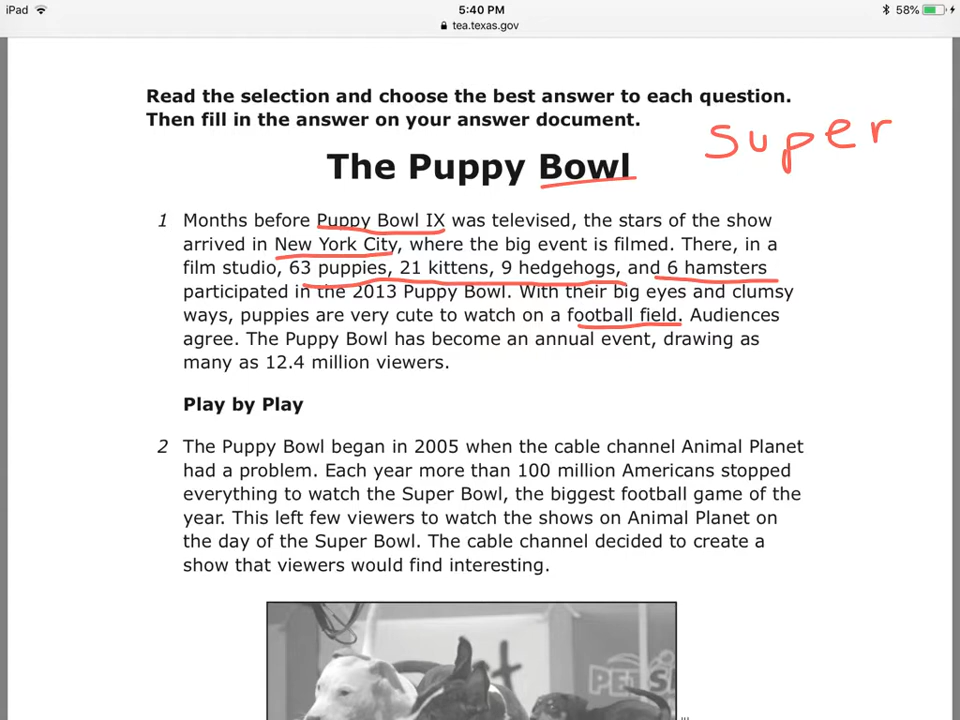 iPad
5:40 PM
58%
tea.texas.gov
Read the selection and choose the best answer to each question.
Then fill in the answer on your answer document.
super
The Puppy Bowl
1 Months before Puppy Bowl IX was televised, the stars of the show
arrived in New York City, where the big event is filmed. There, in a
film studio, 63 puppies, 21 kittens, 9 hedgehogs, and 6 hamsters
participated in the 2013 Puppy Bowl. With their big eyes and clumsy
ways, puppies are very cute to watch on a football field. Audiences
agree. The Puppy Bowl has become an annual event, drawing as
many as 12.4 million viewers.
Play by Play
2 The Puppy Bowl began in 2005 when the cable channel Animal Planet
had a problem. Each year more than 100 million Americans stopped
everything to watch the Super Bowl, the biggest football game of the
year. This left few viewers to watch the shows on Animal Planet on
the day of the Super Bowl. The cable channel decided to create a
show that viewers would find interesting.